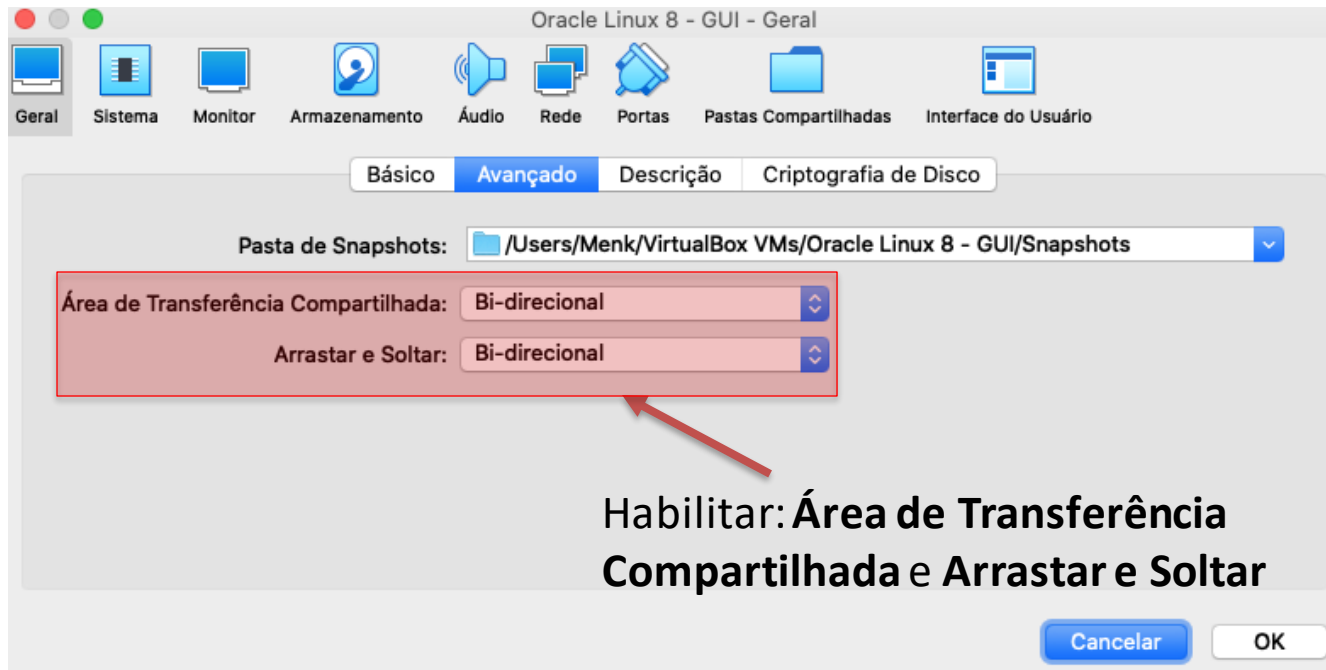 Oracle Linux 8 - GUI - Geral
Geral Sistema Monitor Armazenamento Áudio Rede Portas Pastas Compartilhadas Interface do Usuário
Básico Avançado Descrição Criptografia de Disco
Pasta de Snapshots: /Users/Menk/VirtualBox VMs/Oracle Linux 8 - GUI/Snapshots
Área de Transferência Compartilhada: Bi-direcional
Arrastar e Soltar: Bi-direcional
Habilitar: Área de Transferência
Compartilhada e Arrastar e Soltar
Cancelar OK